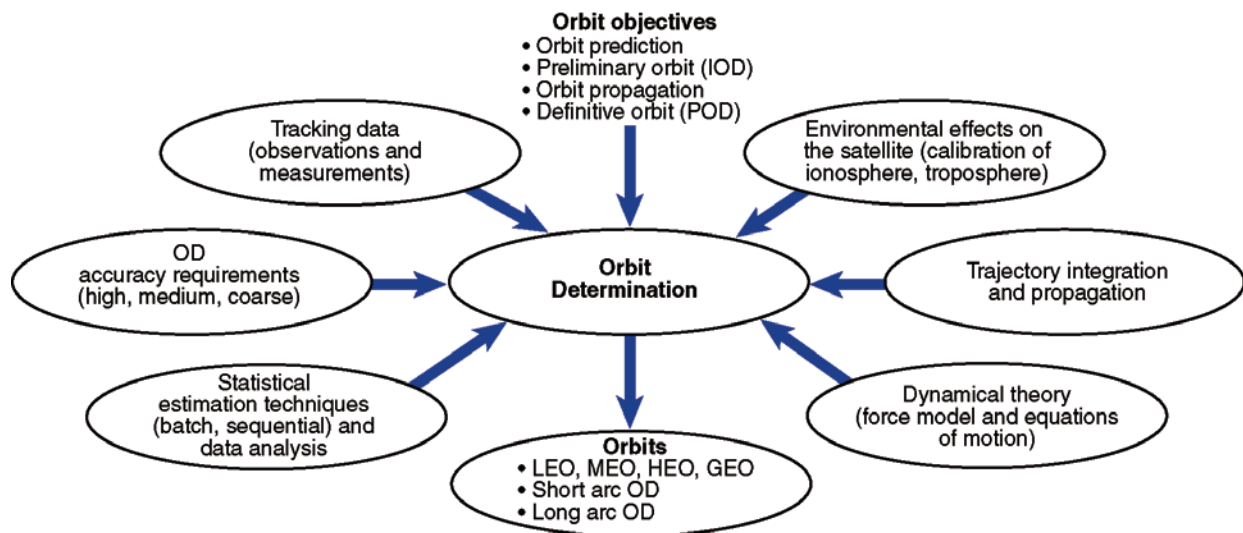 Orbit objectives
• Orbit prediction
• Preliminary orbit (IOD)
• Orbit propagation
• Definitive orbit (POD)
Tracking data
(observations and
measurements)
Environmental effects on
the satellite (calibration of
ionosphere, troposphere)
OD
accuracy requirements
(high, medium, coarse)
Orbit
Determination
Trajectory integration
and propagation
Statistical
estimation techniques
(batch, sequential) and
data analysis
Dynamical theory
(force model and equations
of motion)
Orbits
• LEO, MEO, HEO, GEO
• Short arc OD
• Long arc OD